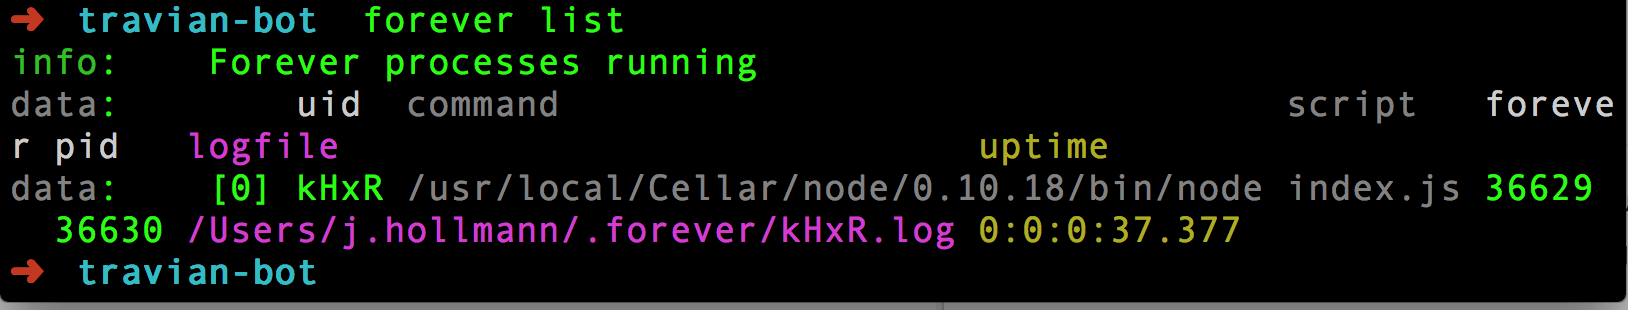 ➜  travian-bot  forever list
info:    Forever processes running
data:        uid  command                                  script   foreve
r pid   logfile                              uptime
data:    [0] kHxR /usr/local/Cellar/node/0.10.18/bin/node index.js 36629
  36630 /Users/j.hollmann/.forever/kHxR.log 0:0:0:37.377
➜  travian-bot